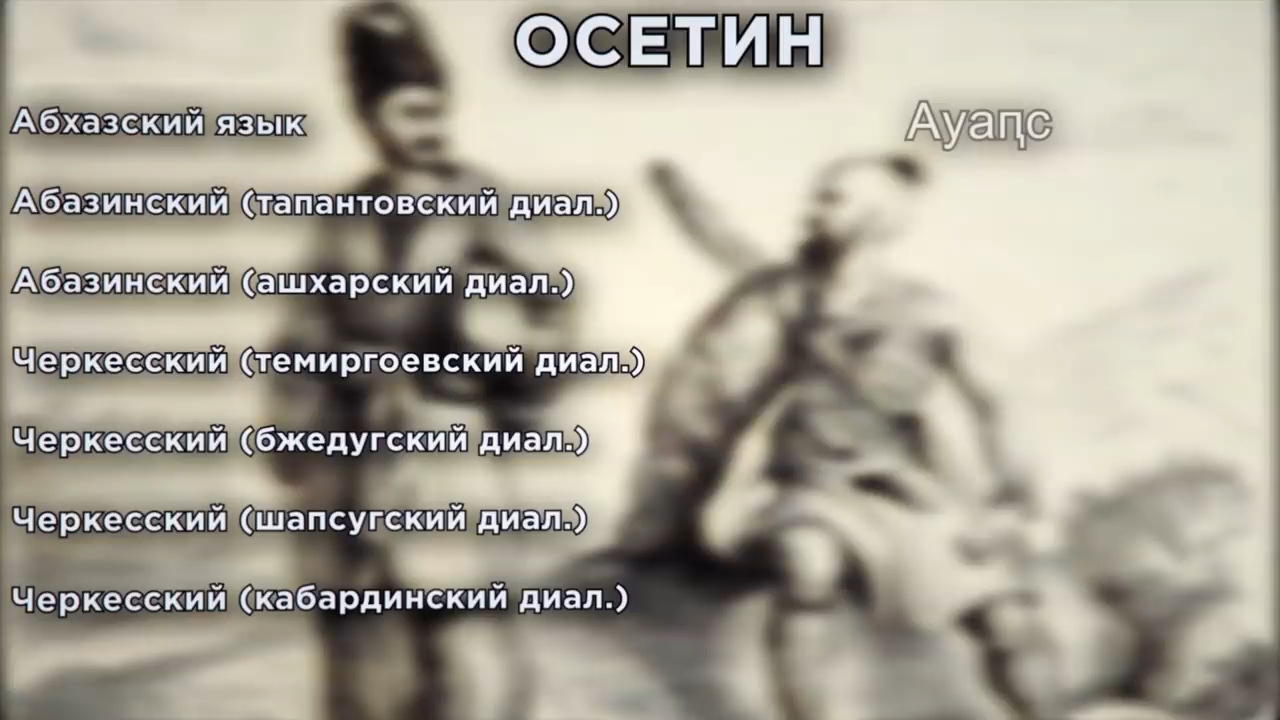 ОСЕТИН
Абхазский язык
Ауаԥс
Абазинский (тапантовский диал.)
Абазинский (ашхарский диал.)
Черкесский (темиргоевский диал.)
Черкесский (бжедугский диал.)
Черкесский (шапсугский диал.)
Черкесский (кабардинский диал.)